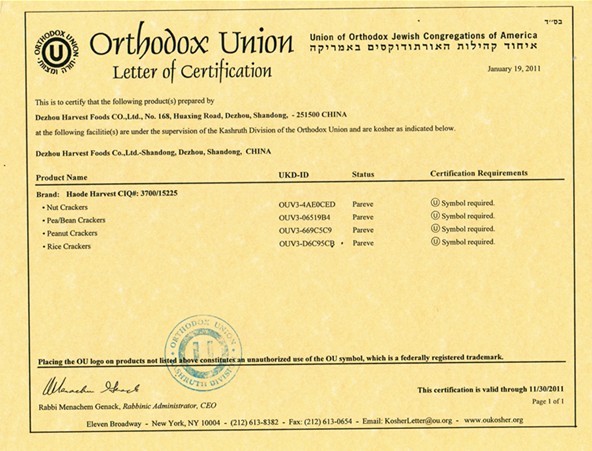 בס״ד
ORTHODOX UNION
U
Orthodox Union
Letter of Certification
Union of Orthodox Jewish Congregations of America
איחוד קהילות האורתודוקסים באמריקה
January 19, 2011
This is to certify that the following product(s) prepared by
Dezhou Harvest Foods CO.,Ltd., No. 168, Huaxing Road, Dezhou, Shandong, - 251500 CHINA
at the following facilitie(s) are under the supervision of the Kashruth Division of the Orthodox Union and are kosher as indicated below.
Dezhou Harvest Foods Co.,Ltd.-Shandong, Dezhou, Shandong, CHINA
Product Name UKD-ID Status Certification Requirements
Brand: Haode Harvest CIQ#: 3700/15225
• Nut Crackers OUV3-4AE0CED Pareve Ⓤ Symbol required.
• Pea/Bean Crackers OUV3-06519B4 Pareve Ⓤ Symbol required.
• Peanut Crackers OUV3-669C5C9 Pareve Ⓤ Symbol required.
• Rice Crackers OUV3-D6C95CB Pareve Ⓤ Symbol required.
ORTHODOX UNION
U
KASHRUTH DIVISION
Placing the OU logo on products not listed above constitutes an unauthorized use of the OU symbol, which is a federally registered trademark.
Menachem Genack
This certification is valid through 11/30/2011
Rabbi Menachem Genack, Rabbinic Administrator, CEO
Page 1 of 1
Eleven Broadway - New York, NY 10004 - (212) 613-8382 - Fax: (212) 613-0654 - Email: KosherLetter@ou.org - www.oukosher.org